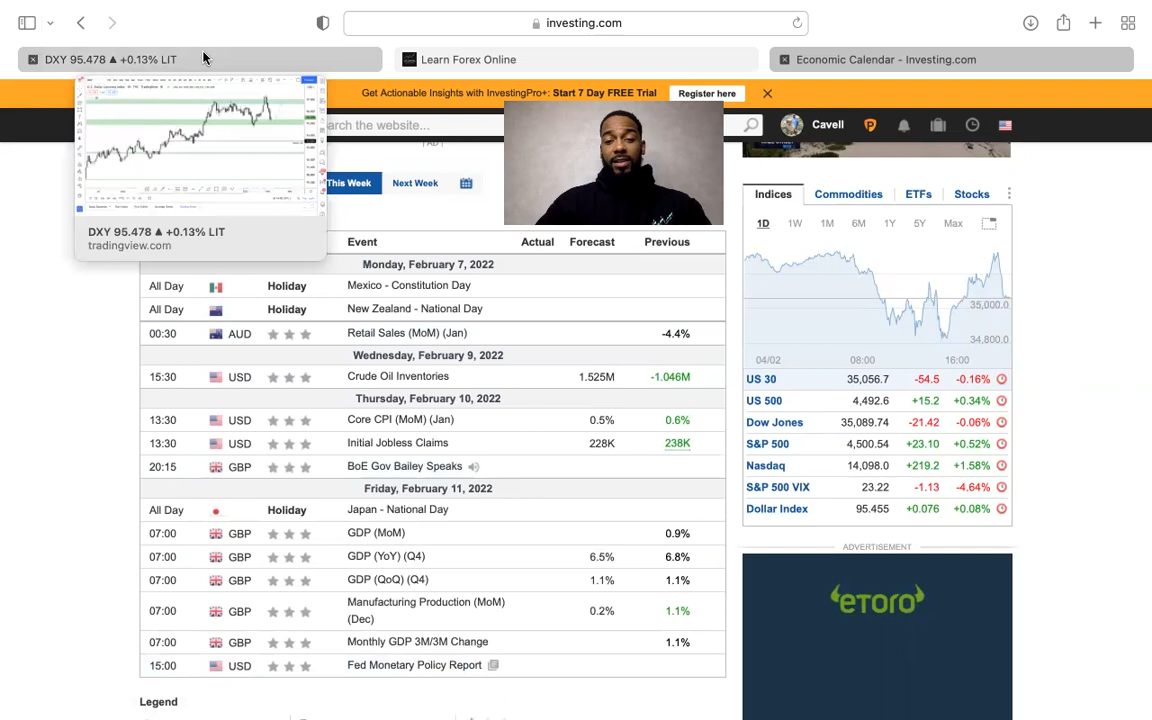 investing.com
DXY 95.478 ▲ +0.13% LIT
Learn Forex Online
Economic Calendar - Investing.com
Get Actionable Insights with InvestingPro+: Start 7 Day FREE Trial
Register here
arch the website...
Cavell
AD
This Week
Next Week
DXY 95.478 ▲ +0.13% LIT
tradingview.com
Event Actual Forecast Previous
Monday, February 7, 2022
All Day Holiday Mexico - Constitution Day
All Day Holiday New Zealand - National Day
00:30 AUD Retail Sales (MoM) (Jan) -4.4%
Wednesday, February 9, 2022
15:30 USD Crude Oil Inventories 1.525M -1.046M
Thursday, February 10, 2022
13:30 USD Core CPI (MoM) (Jan) 0.5% 0.6%
13:30 USD Initial Jobless Claims 228K 238K
20:15 GBP BoE Gov Bailey Speaks
Friday, February 11, 2022
All Day Holiday Japan - National Day
07:00 GBP GDP (MoM) 0.9%
07:00 GBP GDP (YoY) (Q4) 6.5% 6.8%
07:00 GBP GDP (QoQ) (Q4) 1.1% 1.1%
07:00 GBP Manufacturing Production (MoM) (Dec) 0.2% 1.1%
07:00 GBP Monthly GDP 3M/3M Change 1.1%
15:00 USD Fed Monetary Policy Report
Legend
Indices Commodities ETFs Stocks
1D 1W 1M 6M 1Y 5Y Max
35,000.0
34,800.0
04/02 08:00 16:00
US 30 35,056.7 -54.5 -0.16%
US 500 4,492.6 +15.2 +0.34%
Dow Jones 35,089.74 -21.42 -0.06%
S&P 500 4,500.54 +23.10 +0.52%
Nasdaq 14,098.0 +219.2 +1.58%
S&P 500 VIX 23.22 -1.13 -4.64%
Dollar Index 95.455 +0.076 +0.08%
ADVERTISEMENT
eToro